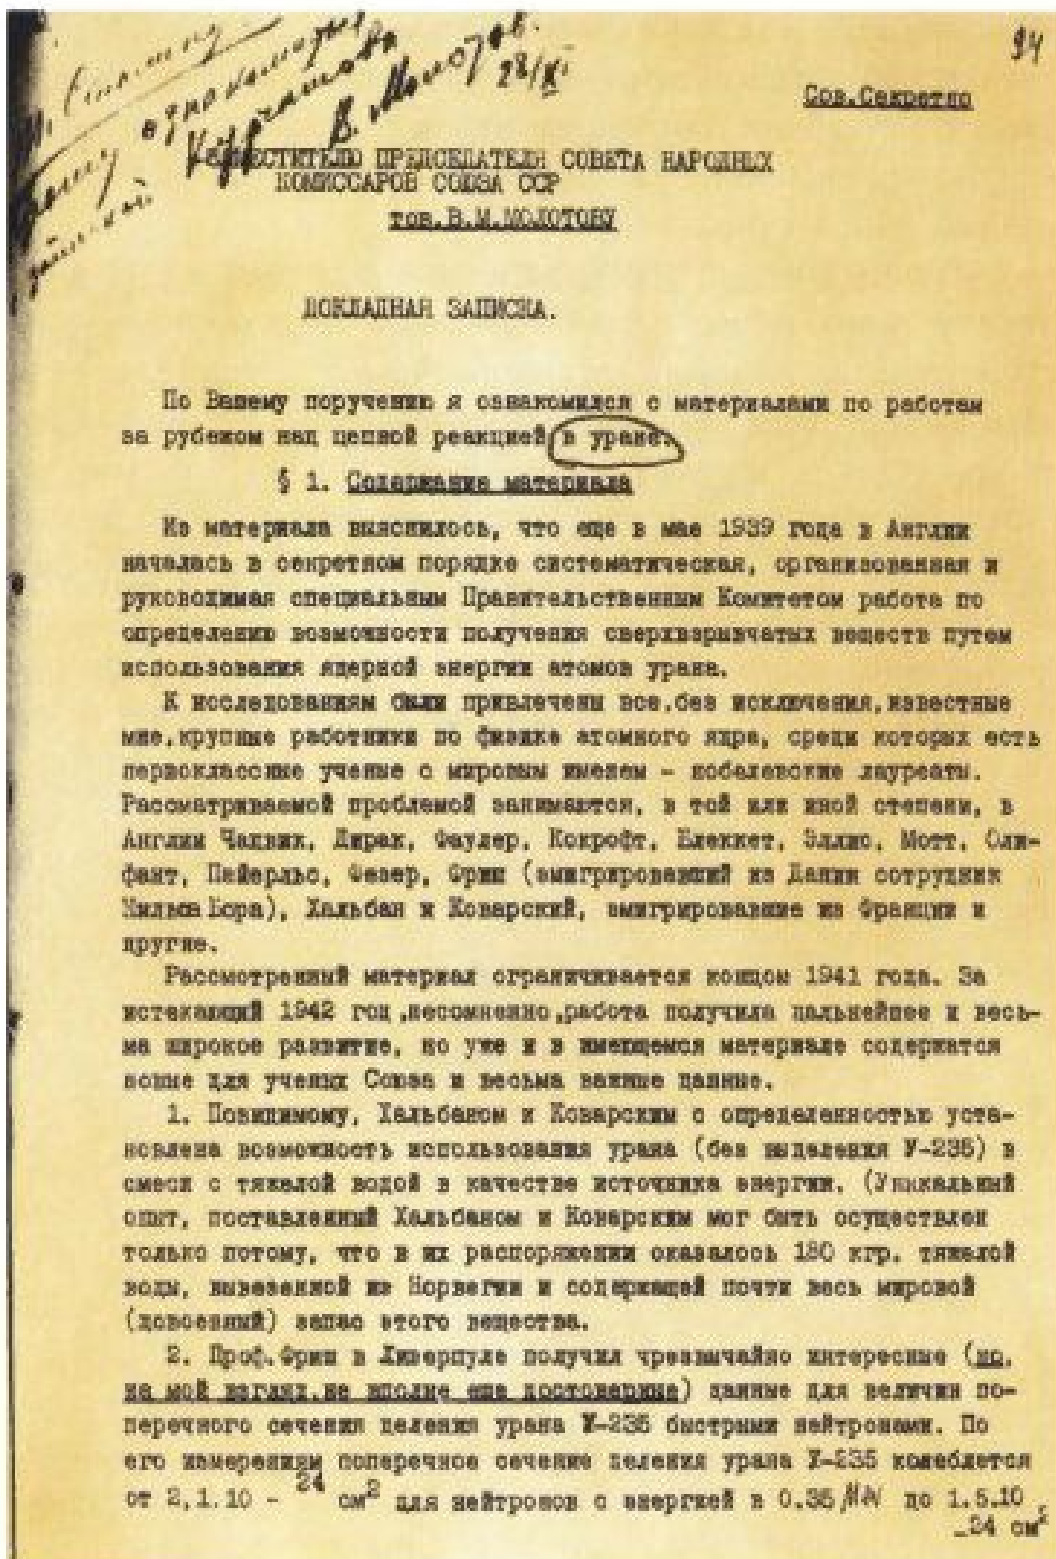 94
В. Молотов.
28/XI
Сов.Секретно
ЗАМЕСТИТЕЛЮ ПРЕДСЕДАТЕЛЯ СОВЕТА НАРОДНЫХ
КОМИССАРОВ СОЮЗА ССР
тов.В.М.МОЛОТОВУ
ДОКЛАДНАЯ ЗАПИСКА.
По Вашему поручению я ознакомился с материалами по работам
за рубежом над цепной реакцией в уране.
§ 1. Содержание материала
Из материала выяснилось, что еще в мае 1939 года в Англии
началась в секретном порядке систематическая, организованная и
руководимая специальным Правительственным Комитетом работа по
определению возможности получения сверхвзрывчатых веществ путем
использования ядерной энергии атомов урана.
К исследованиям были привлечены все,без исключения,известные
мне,крупные работники по физике атомного ядра, среди которых есть
первоклассные ученые с мировым именем - нобелевские лауреаты.
Рассматриваемой проблемой занимаются, в той или иной степени, в
Англии Чадвик, Дирак, Фаулер, Кокрофт, Блеккет, Эллис, Мотт, Оли-
фант, Пайерльс, Фезер, Фриш (эмигрировавший из Дании сотрудник
Нильса Бора), Хальбан и Коварский, эмигрировавшие из Франции и
другие.
Рассмотренный материал ограничивается концом 1941 года. За
истекающий 1942 год,несомненно,работа получила дальнейшее и весь-
ма широкое развитие, но уже и в имеющемся материале содержатся
новые для ученых Союза и весьма важные данные.
1. Повидимому, Хальбаном и Коварским с определенностью уста-
новлена возможность использования урана (без выделения У-235) в
смеси с тяжелой водой в качестве источника энергии. (Уникальный
опыт, поставленный Хальбаном и Коварским мог быть осуществлен
только потому, что в их распоряжении оказалось 180 кгр. тяжелой
воды, вывезенной из Норвегии и содержащей почти весь мировой
(довоенный) запас этого вещества.
2. Проф.Фриш в Ливерпуле получил чрезвычайно интересные (но,
на мой взгляд,не вполне еще достоверные) данные для величин по-
перечного сечения деления урана У-235 быстрыми нейтронами. По
его измерениям поперечное сечение деления урана У-235 колеблется
от 2,1.10 - 24 см2 для нейтронов с энергией в 0.35 MeV до 1.5.10
-24 см2